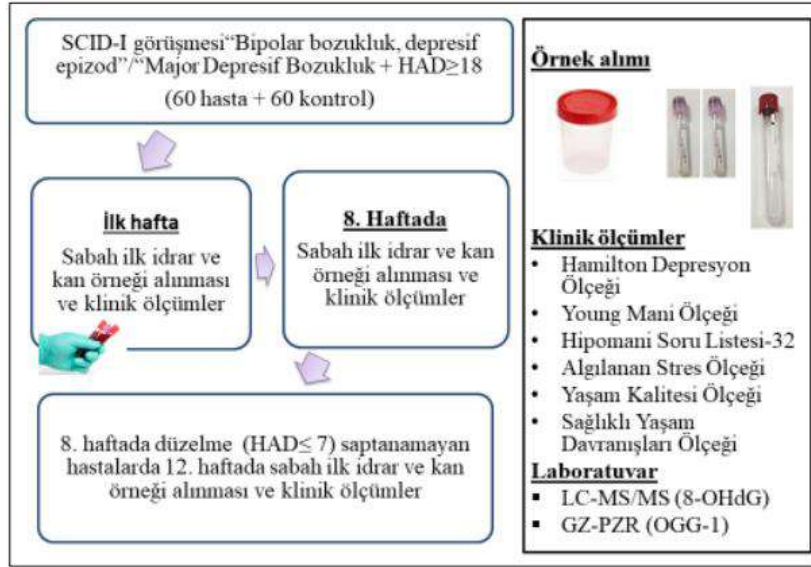 SCID-I görüşmesi“Bipolar bozukluk, depresif
epizod”/“Major Depresif Bozukluk + HAD≥18
(60 hasta + 60 kontrol)
İlk hafta
Sabah ilk idrar ve
kan örneği alınması
ve klinik ölçümler
8. Haftada
Sabah ilk idrar ve kan
örneği alınması ve
klinik ölçümler
8. haftada düzelme (HAD≤ 7) saptanamayan
hastalarda 12. haftada sabah ilk idrar ve kan
örneği alınması ve klinik ölçümler
Örnek alımı
Klinik ölçümler
• Hamilton Depresyon
Ölçeği
• Young Mani Ölçeği
• Hipomani Soru Listesi-32
• Algılanan Stres Ölçeği
• Yaşam Kalitesi Ölçeği
• Sağlıklı Yaşam
Davranışları Ölçeği
Laboratuvar
▪ LC-MS/MS (8-OHdG)
▪ GZ-PZR (OGG-1)